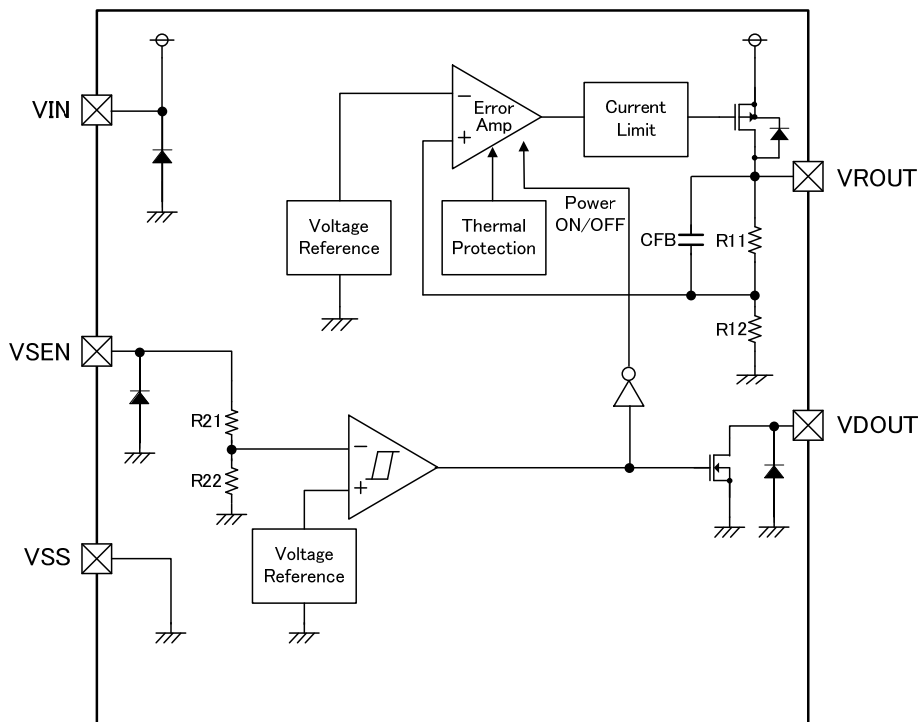 VIN
−
+
Error
Amp
Current
Limit
VROUT
Voltage
Reference
Thermal
Protection
Power
ON/OFF
CFB
R11
R12
VSEN
R21
R22
−
+
VDOUT
Voltage
Reference
VSS